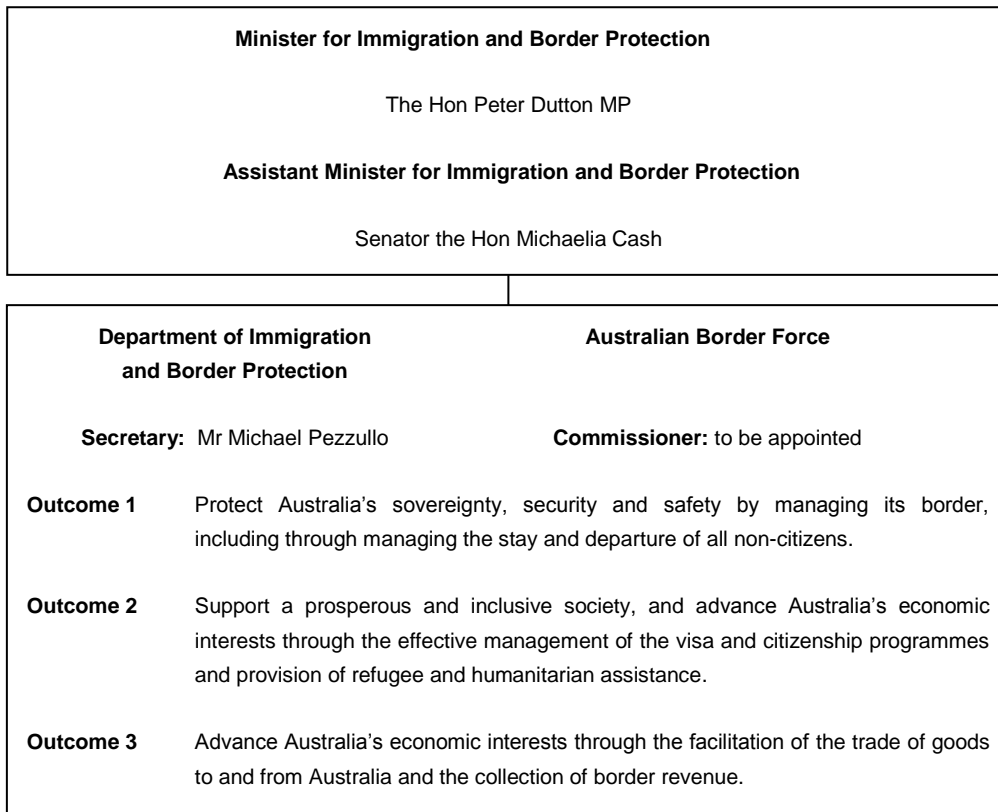 Minister for Immigration and Border Protection
The Hon Peter Dutton MP
Assistant Minister for Immigration and Border Protection
Senator the Hon Michaelia Cash
Department of Immigration
and Border Protection
Australian Border Force
Secretary: Mr Michael Pezzullo
Commissioner: to be appointed
Outcome 1
Protect Australia’s sovereignty, security and safety by managing its border,
including through managing the stay and departure of all non-citizens.
Outcome 2
Support a prosperous and inclusive society, and advance Australia’s economic
interests through the effective management of the visa and citizenship programmes
and provision of refugee and humanitarian assistance.
Outcome 3
Advance Australia’s economic interests through the facilitation of the trade of goods
to and from Australia and the collection of border revenue.